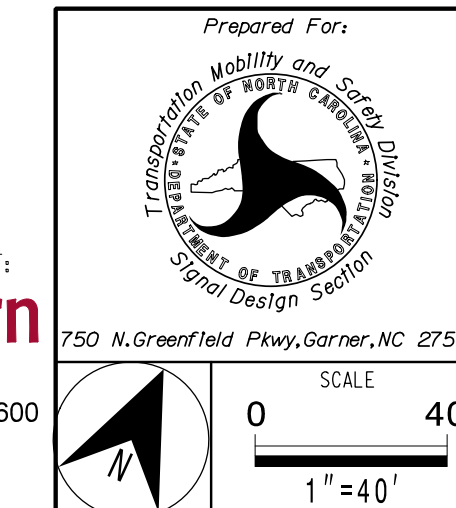 Prepared For:
Transportation Mobility and Safety Division
STATE OF NORTH CAROLINA
DEPARTMENT OF TRANSPORTATION
Signal Design Section
750 N.Greenfield Pkwy,Garner,NC 275
rn
600
N
SCALE
0 40
1"=40'